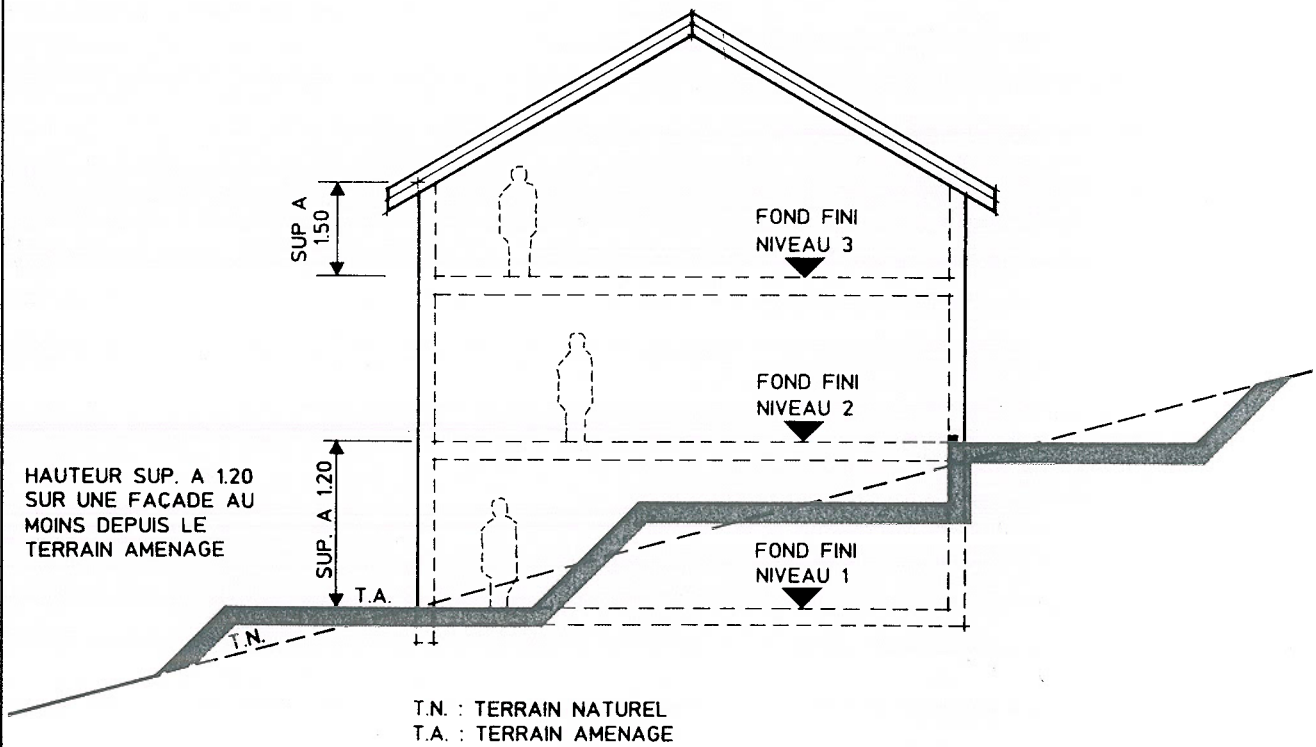 SUP A
1.50
FOND FINI
NIVEAU 3
FOND FINI
NIVEAU 2
HAUTEUR SUP. A 1.20
SUR UNE FAÇADE AU
MOINS DEPUIS LE
TERRAIN AMENAGE
SUP. A 1.20
FOND FINI
NIVEAU 1
T.A.
T.N.
T.N. : TERRAIN NATUREL
T.A. : TERRAIN AMENAGE